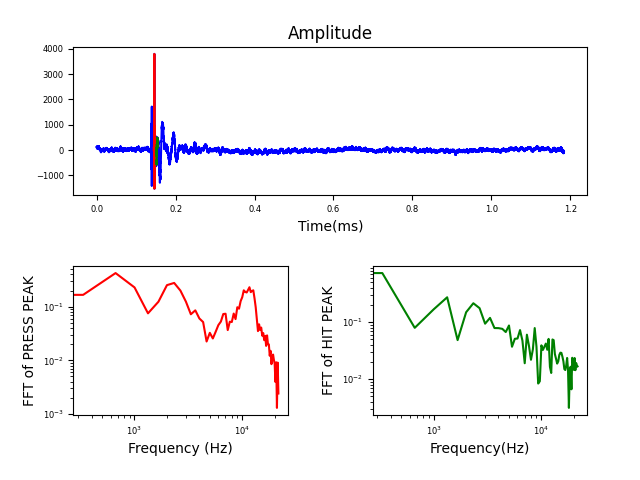 Amplitude
4000
3000
2000
1000
0
−1000
0.0 0.2 0.4 0.6 0.8 1.0 1.2
Time(ms)
FFT of PRESS PEAK
10⁻¹
10⁻²
10⁻³
10³ 10⁴
Frequency (Hz)
FFT of HIT PEAK
10⁻¹
10⁻²
10³ 10⁴
Frequency(Hz)